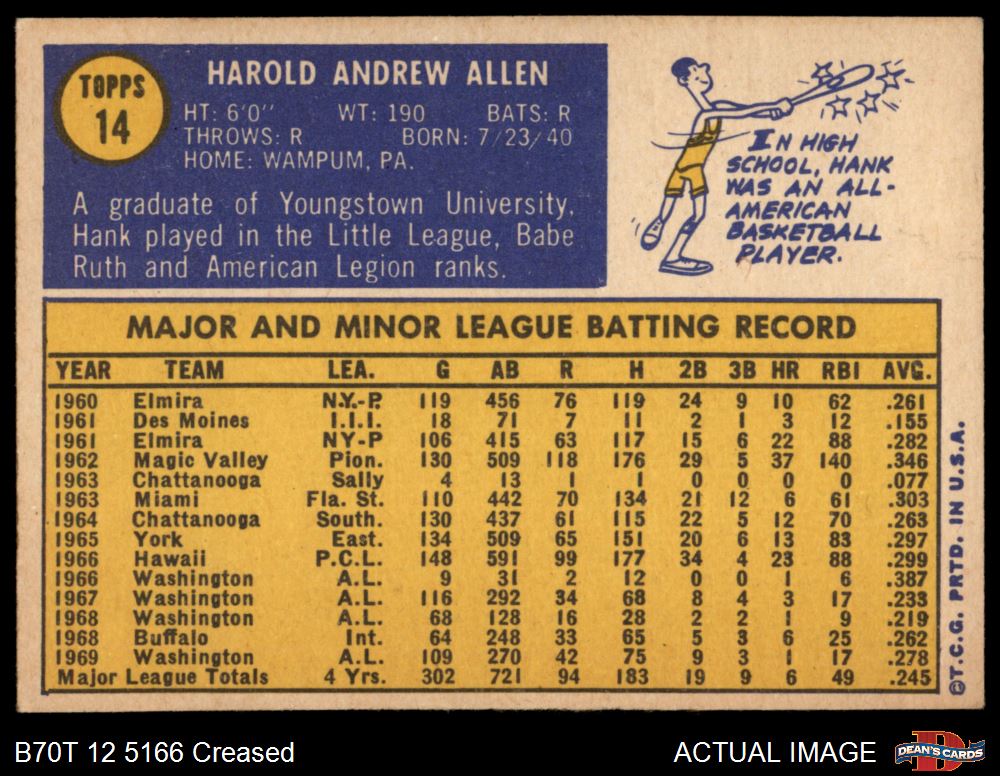 TOPPS
14
HAROLD ANDREW ALLEN
HT: 6'0" WT: 190 BATS: R
THROWS: R BORN: 7/23/40
HOME: WAMPUM, PA.
A graduate of Youngstown University,
Hank played in the Little League, Babe
Ruth and American Legion ranks.
IN HIGH
SCHOOL, HANK
WAS AN ALL-
AMERICAN
BASKETBALL
PLAYER.
MAJOR AND MINOR LEAGUE BATTING RECORD
YEAR TEAM LEA. G AB R H 2B 3B HR RBI AVG.
1960 Elmira N.Y.-P. 119 456 76 119 24 9 10 62 .261
1961 Des Moines I.I.I. 18 71 7 11 2 1 3 12 .155
1961 Elmira NY-P 106 415 63 117 15 6 22 88 .282
1962 Magic Valley Pion. 130 509 118 176 29 5 37 140 .346
1963 Chattanooga Sally 4 13 1 1 0 0 0 0 .077
1963 Miami Fla. St. 110 442 70 134 21 12 6 61 .303
1964 Chattanooga South. 130 437 61 115 22 5 12 70 .263
1965 York East. 134 509 65 151 20 6 13 83 .297
1966 Hawaii P.C.L. 148 591 99 177 34 4 23 88 .299
1966 Washington A.L. 9 31 2 12 0 0 1 6 .387
1967 Washington A.L. 116 292 34 68 8 4 3 17 .233
1968 Washington A.L. 68 128 16 28 2 2 1 9 .219
1968 Buffalo Int. 64 248 33 65 5 3 6 25 .262
1969 Washington A.L. 109 270 42 75 9 3 1 17 .278
Major League Totals 4 Yrs. 302 721 94 183 19 9 6 49 .245
©T.C.G. PRTD. IN U.S.A.
B70T 12 5166 Creased
ACTUAL IMAGE
D
DEAN'S CARDS